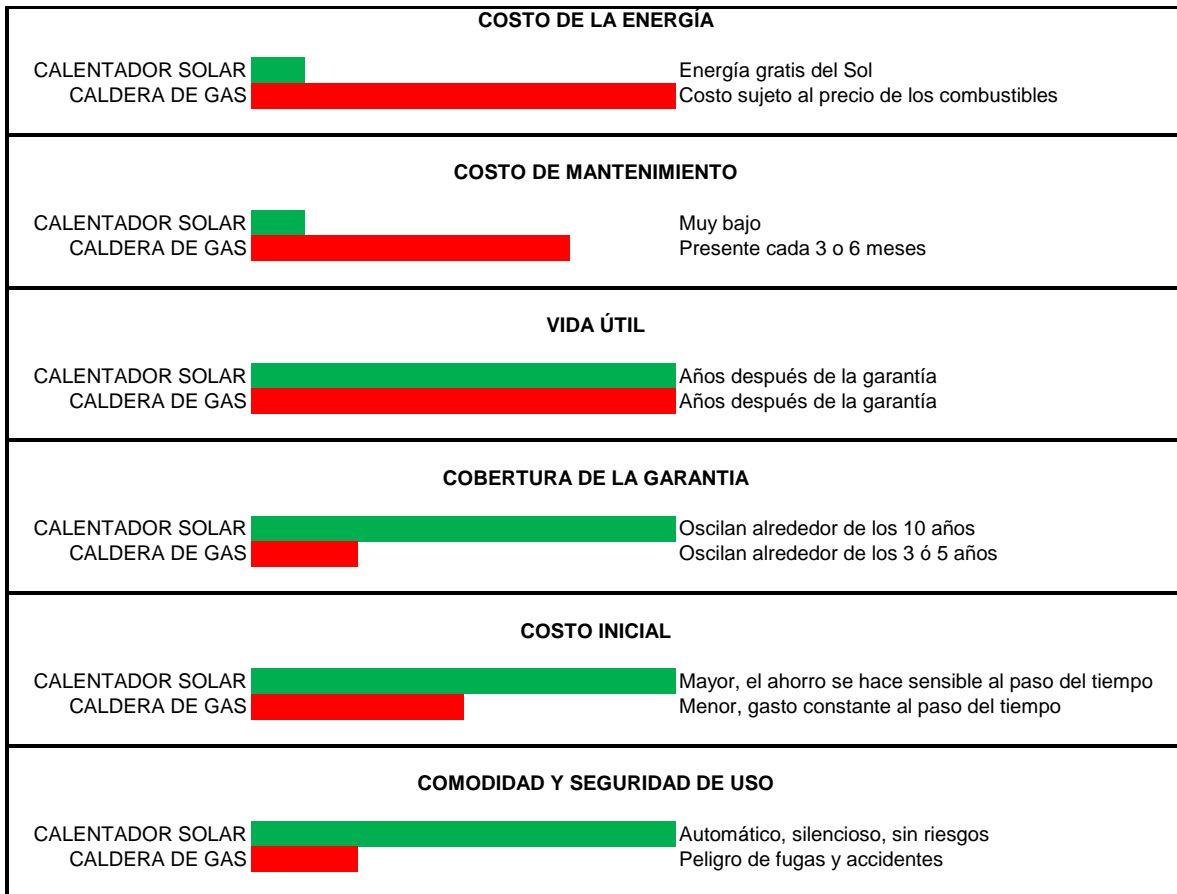 COSTO DE LA ENERGÍA
CALENTADOR SOLAR Energía gratis del Sol
CALDERA DE GAS Costo sujeto al precio de los combustibles
COSTO DE MANTENIMIENTO
CALENTADOR SOLAR Muy bajo
CALDERA DE GAS Presente cada 3 o 6 meses
VIDA ÚTIL
CALENTADOR SOLAR Años después de la garantía
CALDERA DE GAS Años después de la garantía
COBERTURA DE LA GARANTIA
CALENTADOR SOLAR Oscilan alrededor de los 10 años
CALDERA DE GAS Oscilan alrededor de los 3 ó 5 años
COSTO INICIAL
CALENTADOR SOLAR Mayor, el ahorro se hace sensible al paso del tiempo
CALDERA DE GAS Menor, gasto constante al paso del tiempo
COMODIDAD Y SEGURIDAD DE USO
CALENTADOR SOLAR Automático, silencioso, sin riesgos
CALDERA DE GAS Peligro de fugas y accidentes